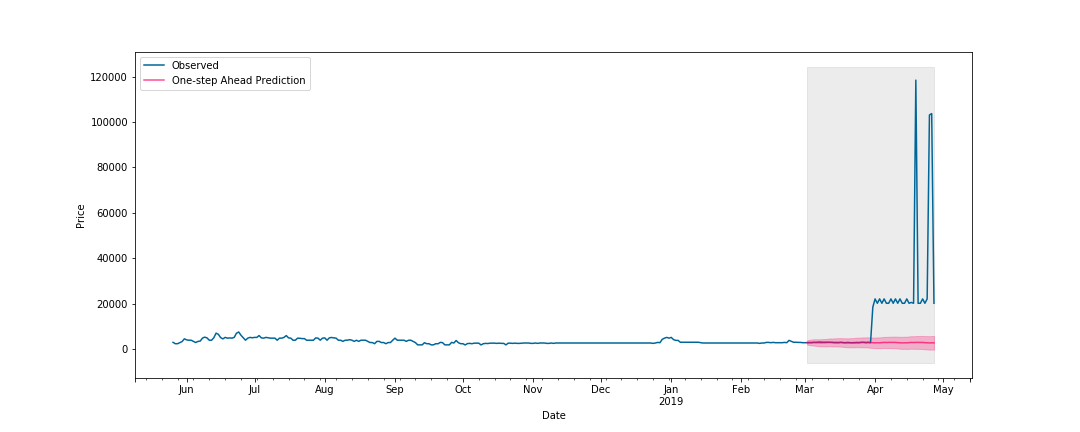 Observed
One-step Ahead Prediction
120000
100000
80000
60000
40000
20000
0
Price
Jun Jul Aug Sep Oct Nov Dec Jan Feb Mar Apr May
2019
Date